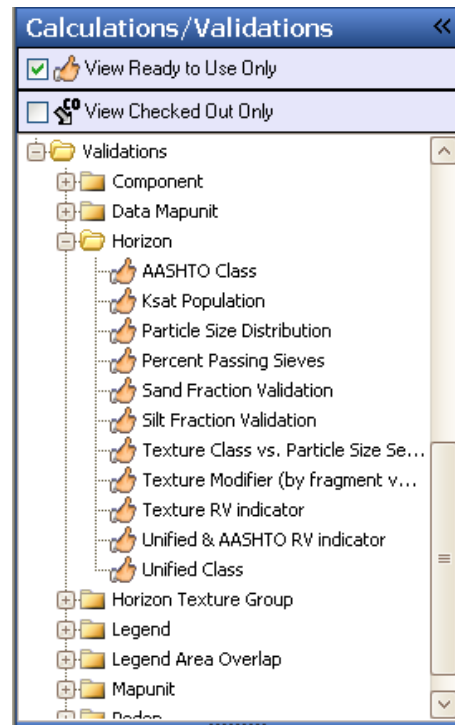 Calculations/Validations
View Ready to Use Only
CO View Checked Out Only
Validations
Component
Data Mapunit
Horizon
AASHTO Class
Ksat Population
Particle Size Distribution
Percent Passing Sieves
Sand Fraction Validation
Silt Fraction Validation
Texture Class vs. Particle Size Se...
Texture Modifier (by fragment v...
Texture RV indicator
Unified & AASHTO RV indicator
Unified Class
Horizon Texture Group
Legend
Legend Area Overlap
Mapunit